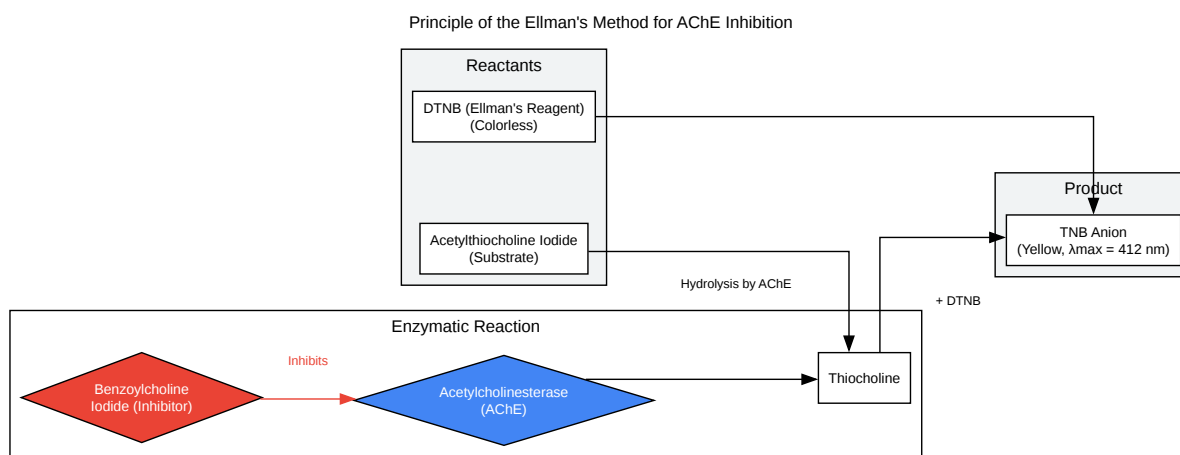 Principle of the Ellman's Method for AChE Inhibition
Reactants
DTNB (Ellman's Reagent)
(Colorless)
Product
TNB Anion
(Yellow, λmax = 412 nm)
Acetylthiocholine Iodide
(Substrate)
Hydrolysis by AChE
+ DTNB
Enzymatic Reaction
Inhibits
Benzoylcholine
Iodide (Inhibitor)
Acetylcholinesterase
(AChE)
Thiocholine